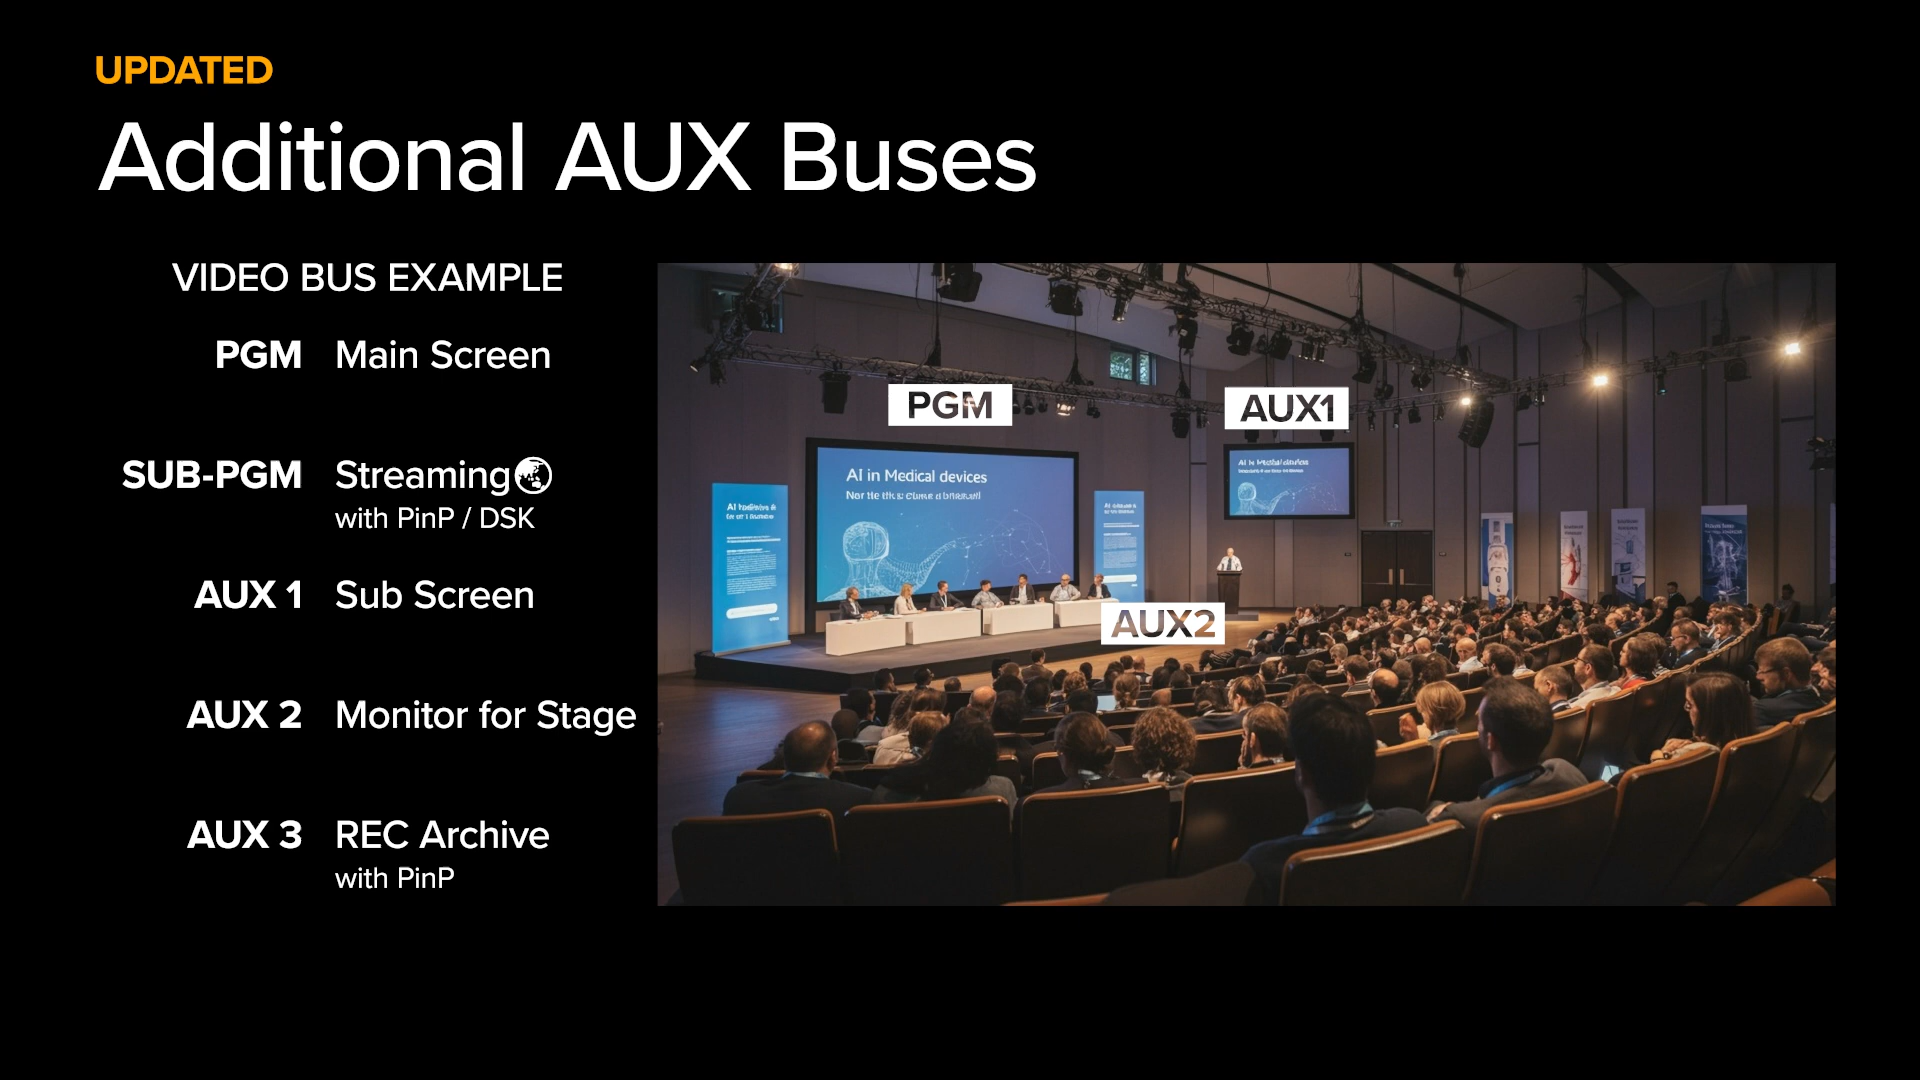 UPDATED
Additional AUX Buses
VIDEO BUS EXAMPLE
PGM Main Screen
SUB-PGM Streaming
with PinP / DSK
AUX 1 Sub Screen
AUX 2 Monitor for Stage
AUX 3 REC Archive
with PinP
PGM
AUX1
AI in Medical devices
AUX2